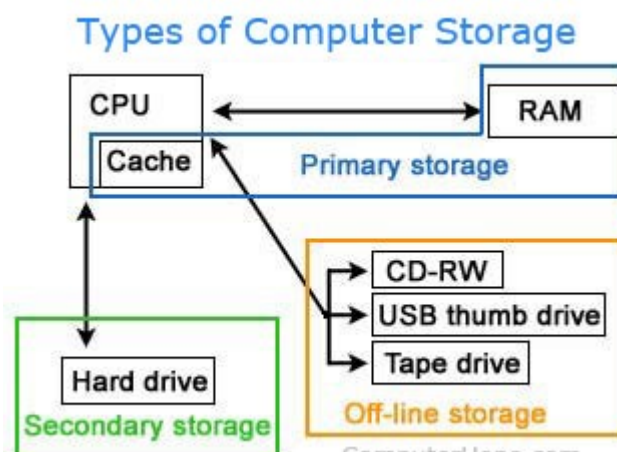 Types of Computer Storage
CPU
RAM
Cache
Primary storage
CD-RW
USB thumb drive
Tape drive
Hard drive
Off-line storage
Secondary storage